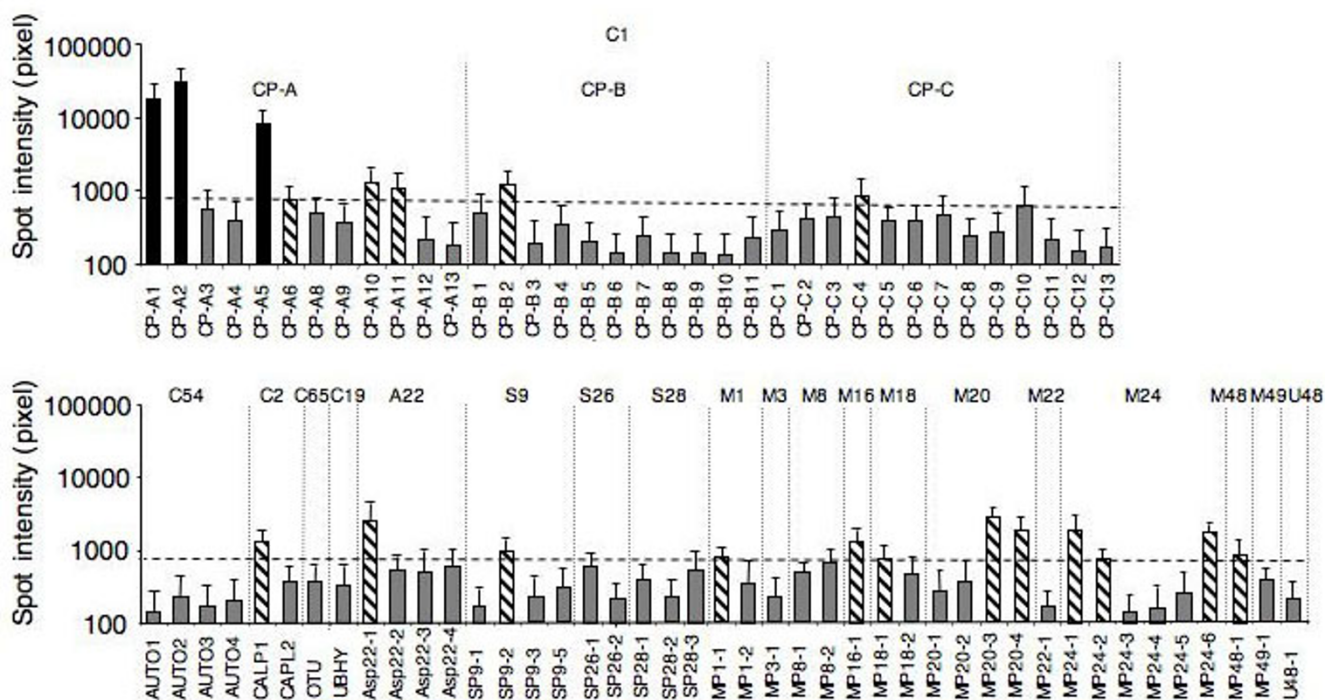 C1
CP-A CP-B CP-C
Spot intensity (pixel)
100000
10000
1000
100
CP-A1 CP-A2 CP-A3 CP-A4 CP-A5 CP-A6 CP-A8 CP-A9 CP-A10 CP-A11 CP-A12 CP-A13 CP-B1 CP-B2 CP-B3 CP-B4 CP-B5 CP-B6 CP-B7 CP-B8 CP-B9 CP-B10 CP-B11 CP-C1 CP-C2 CP-C3 CP-C4 CP-C5 CP-C6 CP-C7 CP-C8 CP-C9 CP-C10 CP-C11 CP-C12 CP-C13
C54 C2 C65 C19 A22 S9 S26 S28 M1 M3 M8 M16 M18 M20 M22 M24 M48 M49 U48
Spot intensity (pixel)
100000
10000
1000
100
AUTO1 AUTO2 AUTO3 AUTO4 CALP1 CAPL2 OTU UBHY Asp22-1 Asp22-2 Asp22-3 Asp22-4 SP9-1 SP9-2 SP9-3 SP9-5 SP26-1 SP26-2 SP28-1 SP28-2 SP28-3 MP1-1 MP1-2 MP3-1 MP8-1 MP8-2 MP16-1 MP18-1 MP18-2 MP20-1 MP20-2 MP20-3 MP20-4 MP22-1 MP24-1 MP24-2 MP24-3 MP24-4 MP24-5 MP24-6 MP48-1 MP49-1 U48-1